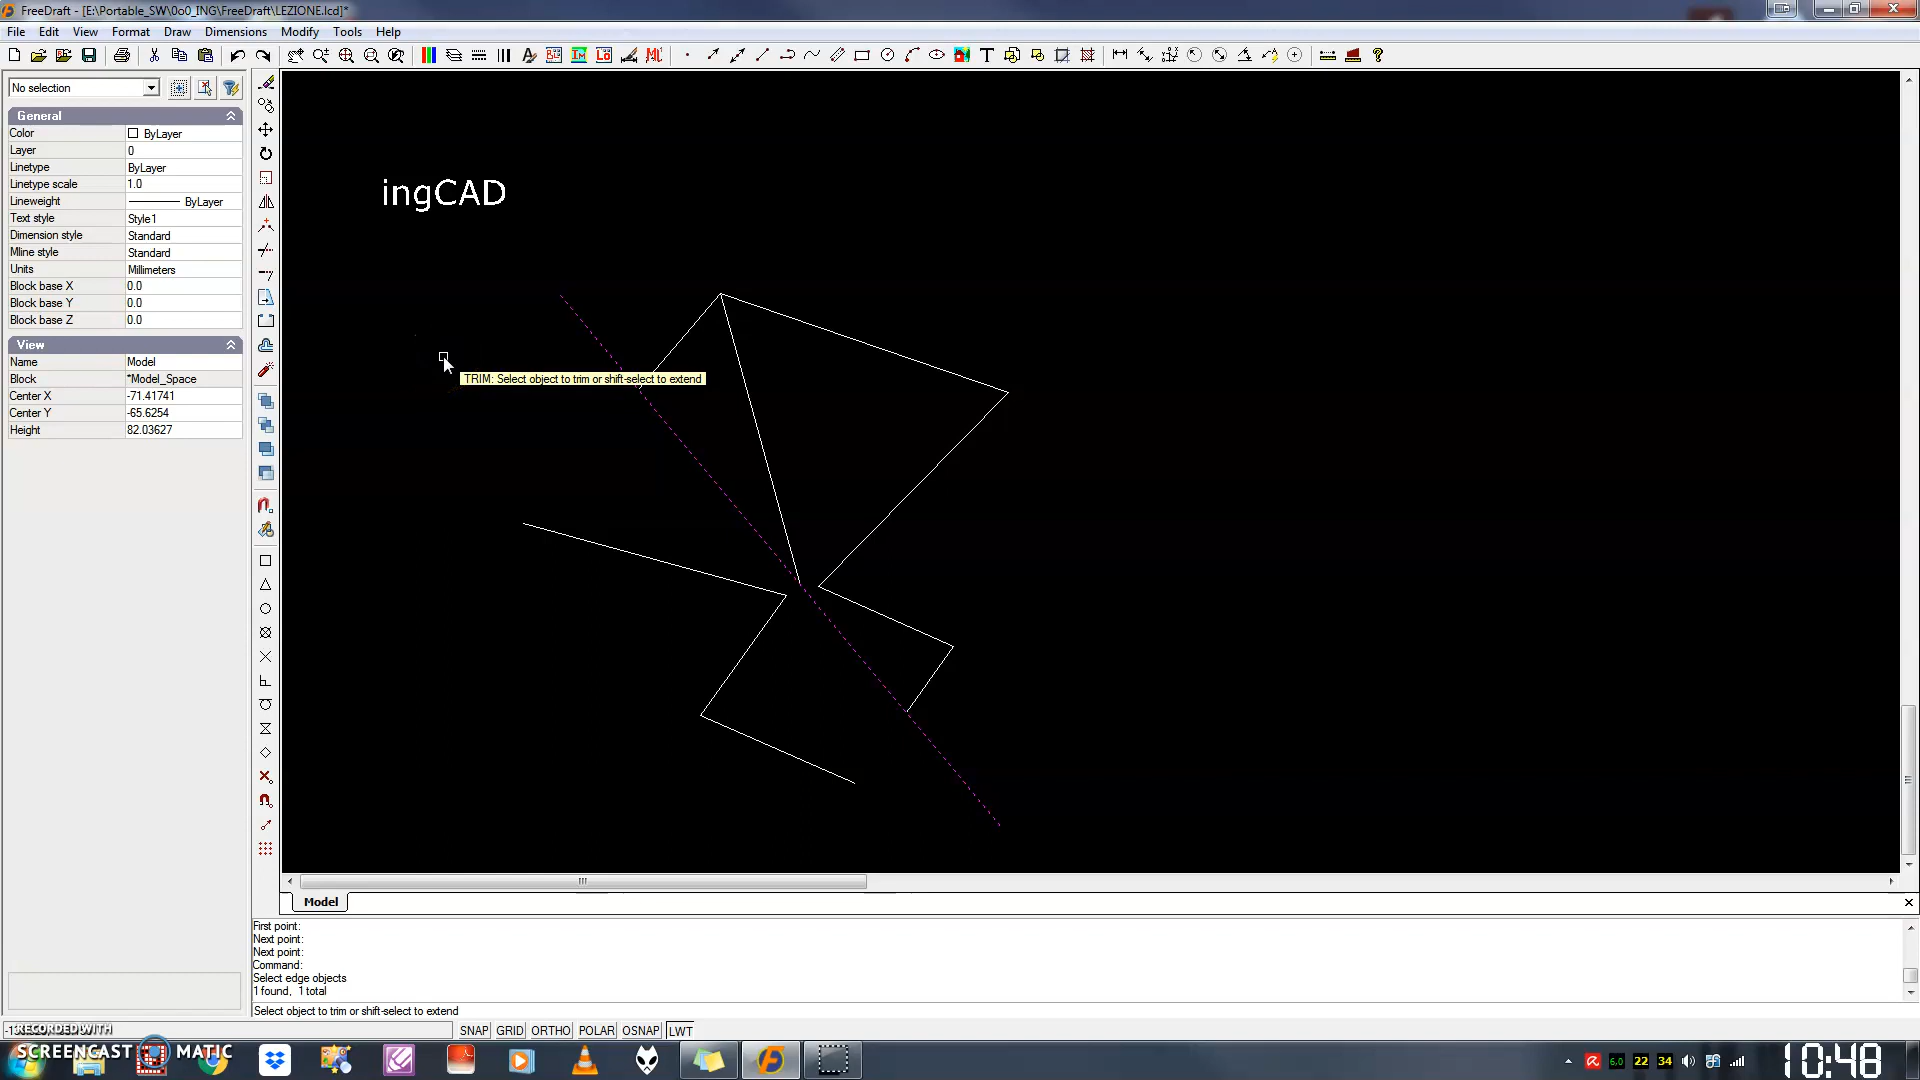 FreeDraft - [E:\Portable_SW\0o0_ING\FreeDraft\LEZIONE.lcd]*
File Edit View Format Draw Dimensions Modify Tools Help
No selection
General
Color ByLayer
Layer 0
Linetype ByLayer
Linetype scale 1.0
Lineweight ByLayer
Text style Style1
Dimension style Standard
Mline style Standard
Units Millimeters
Block base X 0.0
Block base Y 0.0
Block base Z 0.0
View
Name Model
Block *Model_Space
Center X -71.41741
Center Y -65.6254
Height 82.03627
ingCAD
TRIM: Select object to trim or shift-select to extend
Model
First point:
Next point:
Next point:
Command:
Select edge objects
1 found, 1 total
Select object to trim or shift-select to extend
SNAP GRID ORTHO POLAR OSNAP LWT
RECORDED WITH
SCREENCAST MATIC
6,0 22 34
10:48